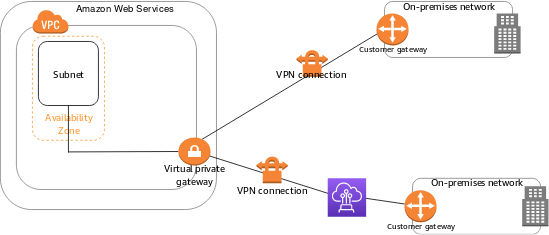 Amazon Web Services
VPC
Subnet
Availability
Zone
Virtual private
gateway
VPN connection
On-premises network
Customer gateway
VPN connection
On-premises network
Customer gateway